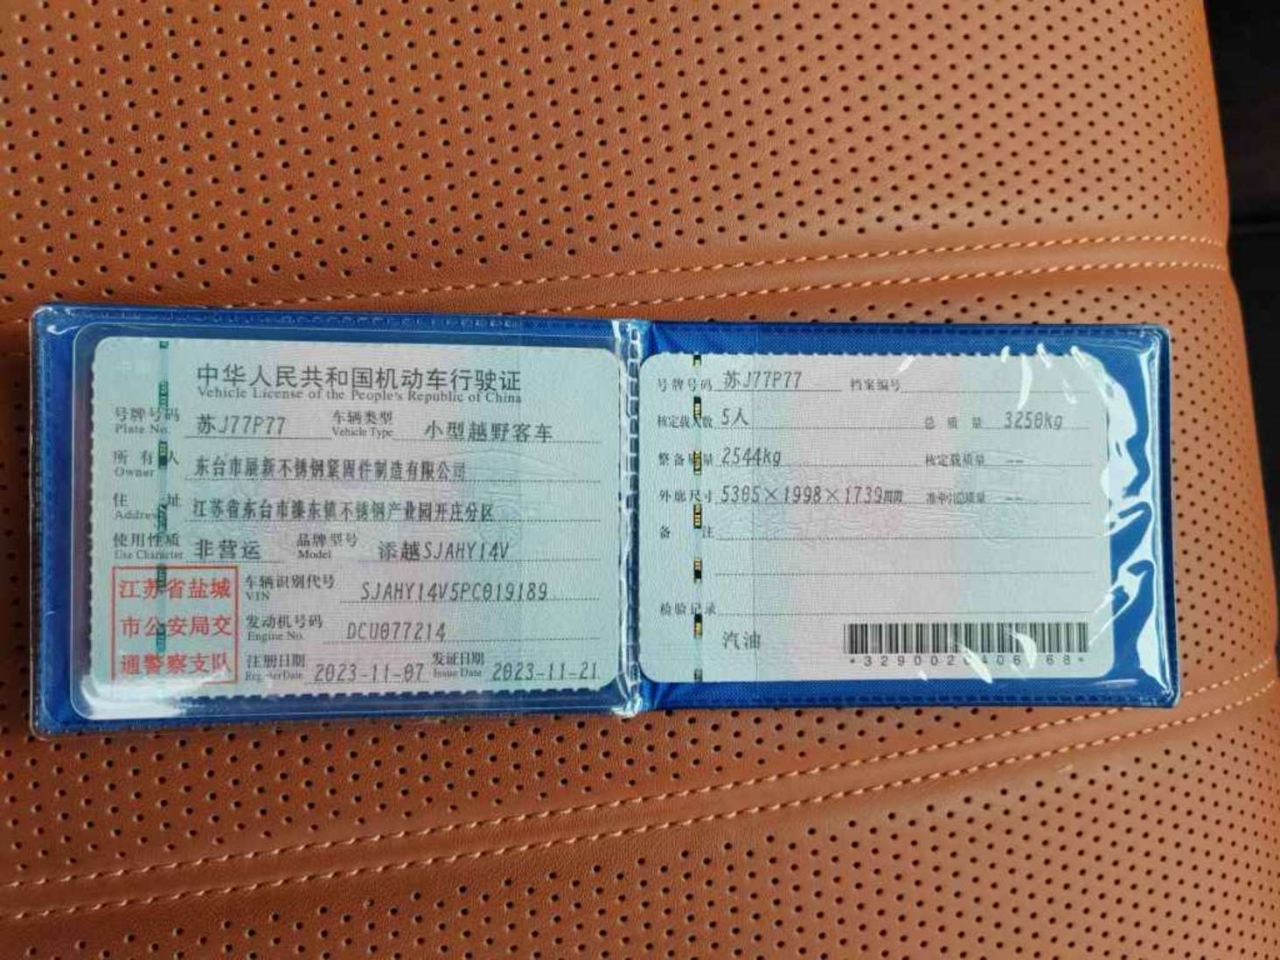 中华人民共和国机动车行驶证
Vehicle License of the People's Republic of China
号牌号码 苏J77P77 车辆类型 小型越野客车
Plate No. Vehicle Type
所有人 东台市展新不锈钢紧固件制造有限公司
Owner
住址 江苏省东台市溱东镇不锈钢产业园开庄分区
Address
使用性质 非营运 品牌型号 添越SJAHY14V
Use Character Model
江苏省盐城
市公安局交
通警察支队
车辆识别代号 SJAHY14V5PC019189
VIN
发动机号码 DCU077214
Engine No.
注册日期 2023-11-07 发证日期 2023-11-21
Register Date Issue Date
号牌号码 苏J77P77 档案编号
核定载人数 5人 总质量 3250kg
整备质量 2544kg 核定载质量 --
外廓尺寸 5305×1998×1739mm 准牵引总质量 --
备注
检验记录
汽油